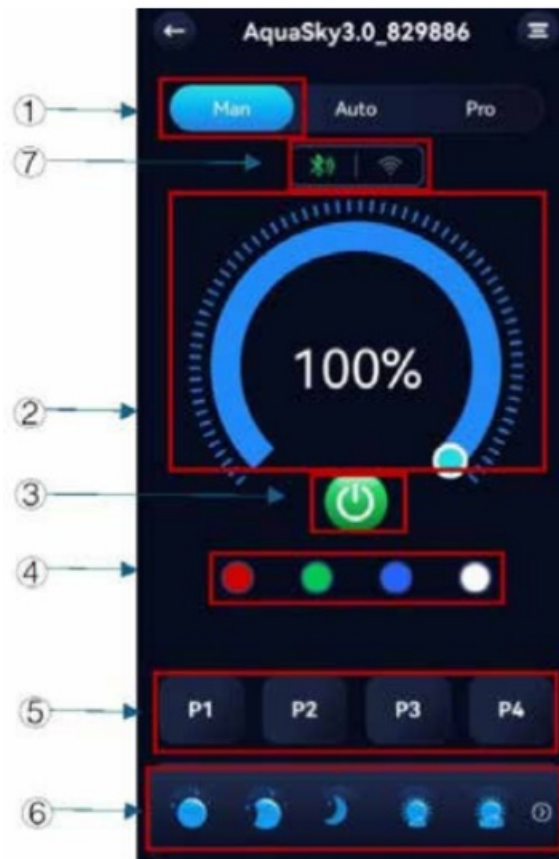 AquaSky3.0_829886
① Man Auto Pro
⑦
100%
②
③
④
⑤ P1 P2 P3 P4
⑥